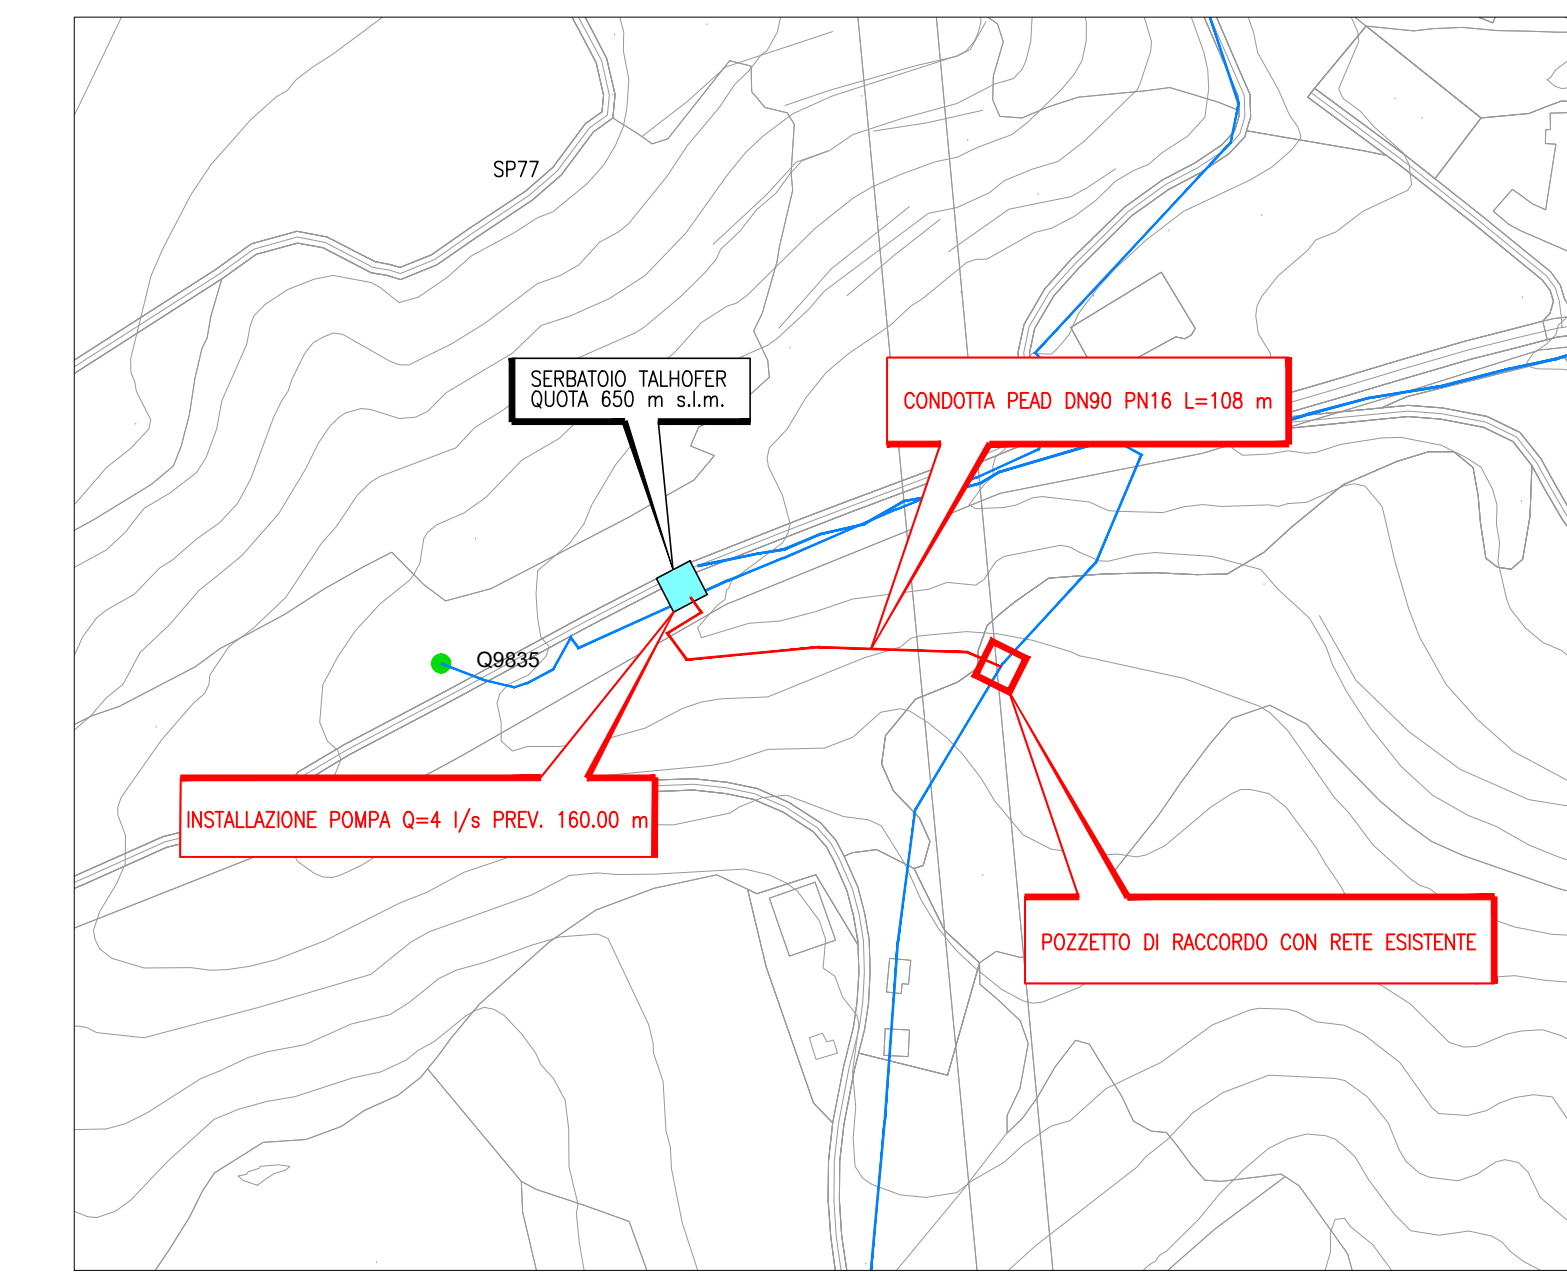 SP77
SERBATOIO TALHOFER
QUOTA 650 m s.l.m.
CONDOTTA PEAD DN90 PN16 L=108 m
Q9835
INSTALLAZIONE POMPA Q=4 l/s PREV. 160.00 m
POZZETTO DI RACCORDO CON RETE ESISTENTE